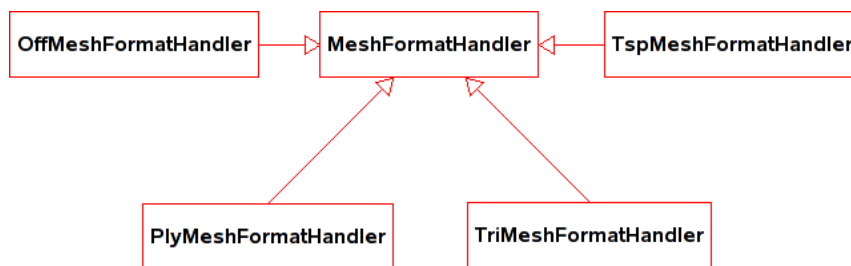 OffMeshFormatHandler
MeshFormatHandler
TspMeshFormatHandler
PlyMeshFormatHandler
TriMeshFormatHandler